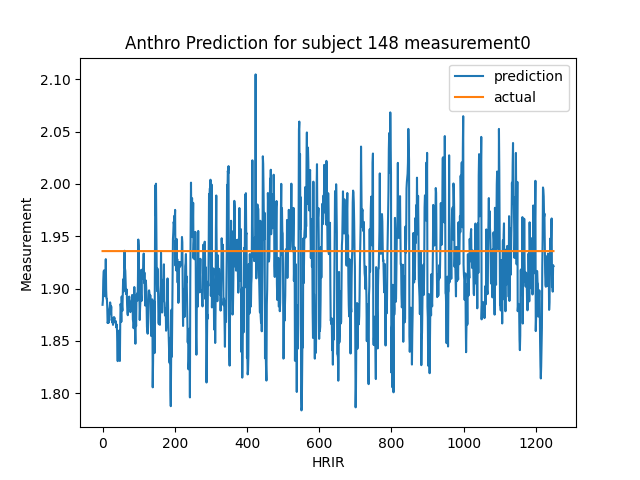 Anthro Prediction for subject 148 measurement0
prediction
actual
2.10
2.05
2.00
1.95
1.90
1.85
1.80
Measurement
0 200 400 600 800 1000 1200
HRIR